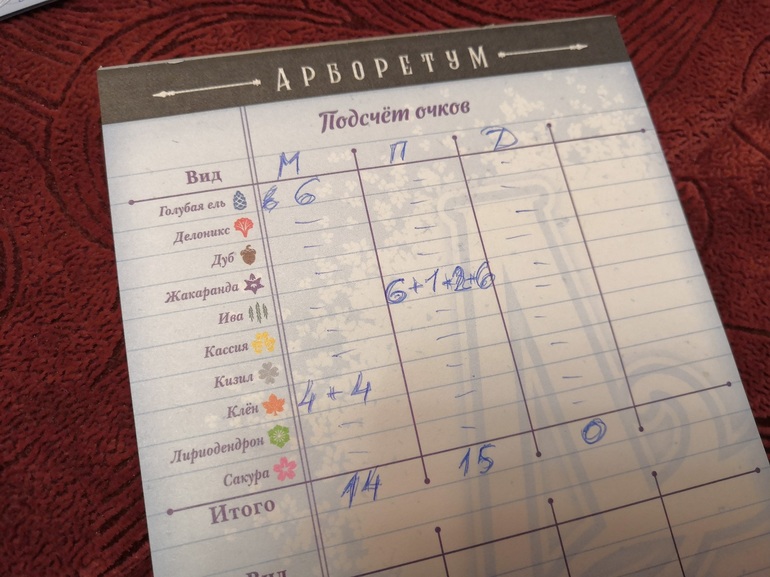 АРБОРЕТУМ
Подсчёт очков
Вид М П Д
Голубая ель 6 - -
Делоникс - - -
Дуб - - -
Жакаранда - 6+1+2+6 -
Ива - - -
Кассия - - -
Кизил - - -
Клён 4+4 - -
Лириодендрон - - -
Сакура - - -
Итого 14 15 0
Вид